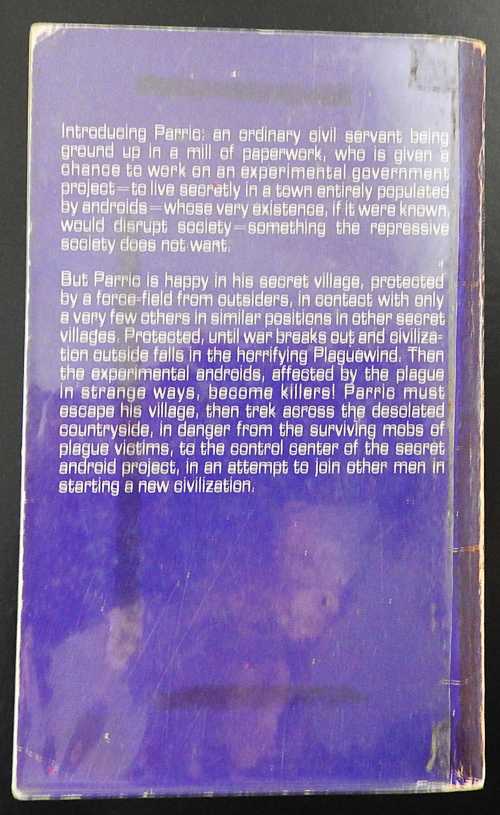 Introducing Parric: an ordinary civil servant being
ground up in a mill of paperwork, who is given a
chance to work on an experimental government
project—to live secretly in a town entirely populated
by androids—whose very existence, if it were known,
would disrupt society—something the repressive
society does not want.
But Parric is happy in his secret village, protected
by a force-field from outsiders, in contact with only
a very few others in similar positions in other secret
villages. Protected, until war breaks out and civiliza-
tion outside falls in the horrifying Plaguewind. Then
the experimental androids, affected by the plague
in strange ways, become killers! Parric must
escape his village, then trek across the desolated
countryside, in danger from the surviving mobs of
plague victims, to the control center of the secret
android project, in an attempt to join other men in
starting a new civilization.